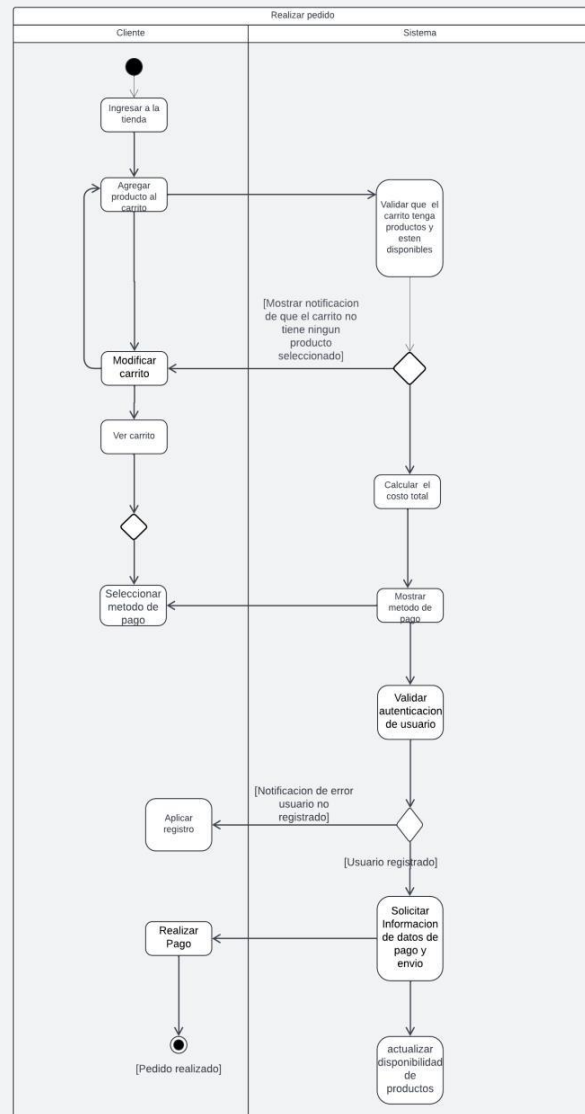 Realizar pedido
Cliente
Sistema
Ingresar a la
tienda
Agregar
producto al
carrito
Validar que el
carrito tenga
productos y
esten
disponibles
[Mostrar notificacion
de que el carrito no
tiene ningun
producto
seleccionado]
Modificar
carrito
Ver carrito
Calcular el
costo total
Seleccionar
metodo de
pago
Mostrar
metodo de
pago
Validar
autenticacion
de usuario
[Notificacion de error
usuario no
registrado]
Aplicar
registro
[Usuario registrado]
Solicitar
Informacion
de datos de
pago y
envio
Realizar
Pago
[Pedido realizado]
actualizar
disponibilidad
de
productos